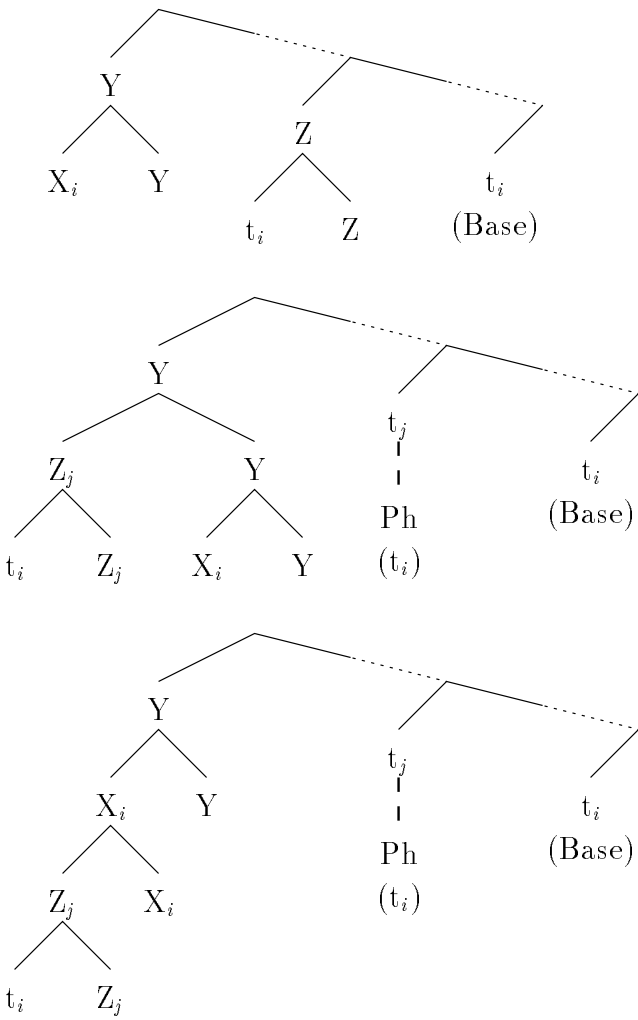 Y
Z
X_i Y t_i
t_i Z (Base)
Y
t_j
Z_j Y t_i
Ph (Base)
t_i Z_j X_i Y (t_i)
Y
t_j
X_i Y t_i
Ph (Base)
Z_j X_i (t_i)
t_i Z_j